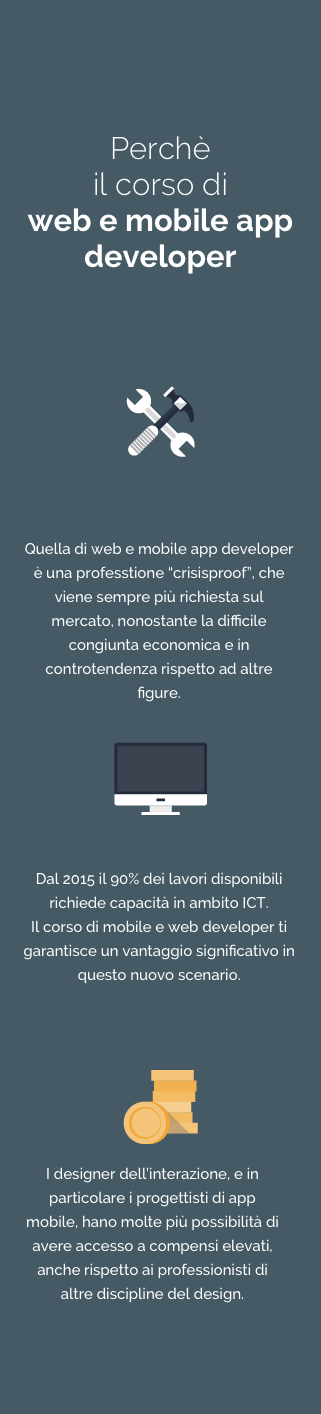 Perchè
il corso di
web e mobile app
developer
Quella di web e mobile app developer
è una professtione “crisisproof”, che
viene sempre più richiesta sul
mercato, nonostante la difficile
congiunta economica e in
controtendenza rispetto ad altre
figure.
Dal 2015 il 90% dei lavori disponibili
richiede capacità in ambito ICT.
Il corso di mobile e web developer ti
garantisce un vantaggio significativo in
questo nuovo scenario.
I designer dell'interazione, e in
particolare i progettisti di app
mobile, hano molte più possibilità di
avere accesso a compensi elevati,
anche rispetto ai professionisti di
altre discipline del design.